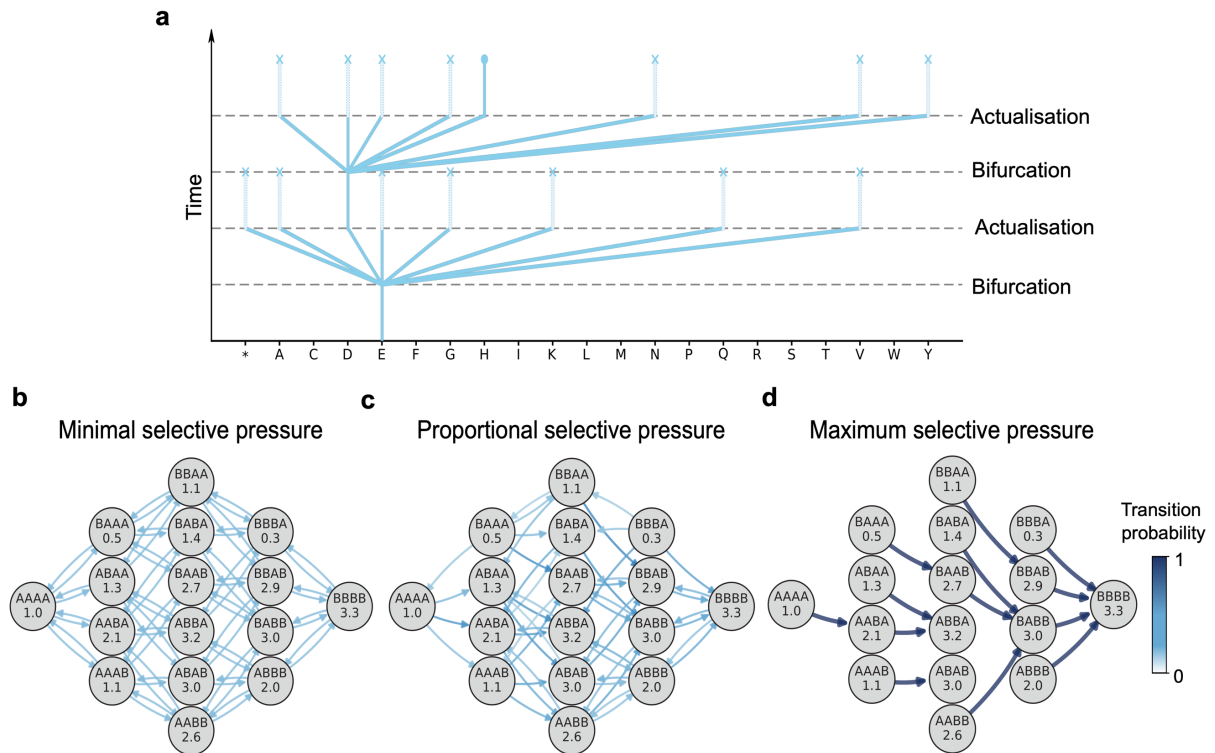 a
Time
Actualisation
Bifurcation
Actualisation
Bifurcation
* A C D E F G H I K L M N P Q R S T V W Y
b
Minimal selective pressure
BBAA
1.1
BAAA
0.5
BABA
1.4
BBBA
0.3
ABAA
1.3
BAAB
2.7
BBAB
2.9
AAAA
1.0
BBBB
3.3
AABA
2.1
ABBA
3.2
BABB
3.0
AAAB
1.1
ABAB
3.0
ABBB
2.0
AABB
2.6
c
Proportional selective pressure
BBAA
1.1
BAAA
0.5
BABA
1.4
BBBA
0.3
ABAA
1.3
BAAB
2.7
BBAB
2.9
AAAA
1.0
BBBB
3.3
AABA
2.1
ABBA
3.2
BABB
3.0
AAAB
1.1
ABAB
3.0
ABBB
2.0
AABB
2.6
d
Maximum selective pressure
BBAA
1.1
BAAA
0.5
BABA
1.4
BBBA
0.3
ABAA
1.3
BAAB
2.7
BBAB
2.9
AAAA
1.0
BBBB
3.3
AABA
2.1
ABBA
3.2
BABB
3.0
AAAB
1.1
ABAB
3.0
ABBB
2.0
AABB
2.6
Transition
probability
1
0